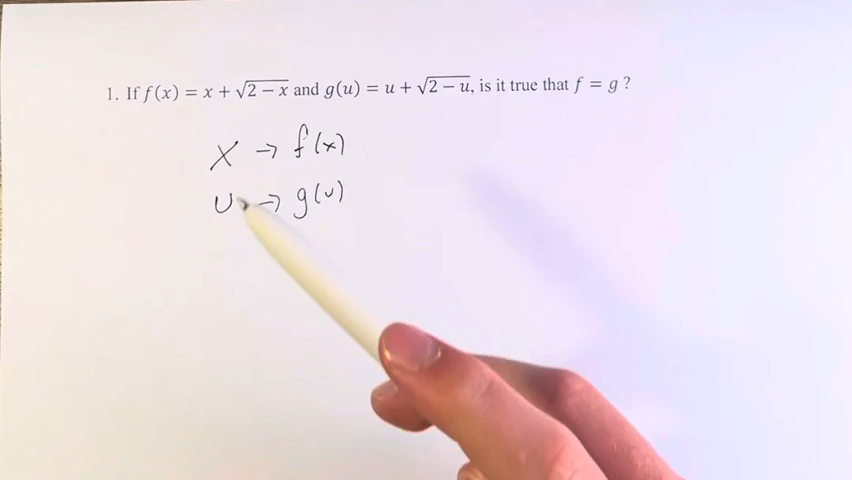 1. If f(x) = x + √2 − x and g(u) = u + √2 − u, is it true that f = g ?
x → f(x)
u → g(u)